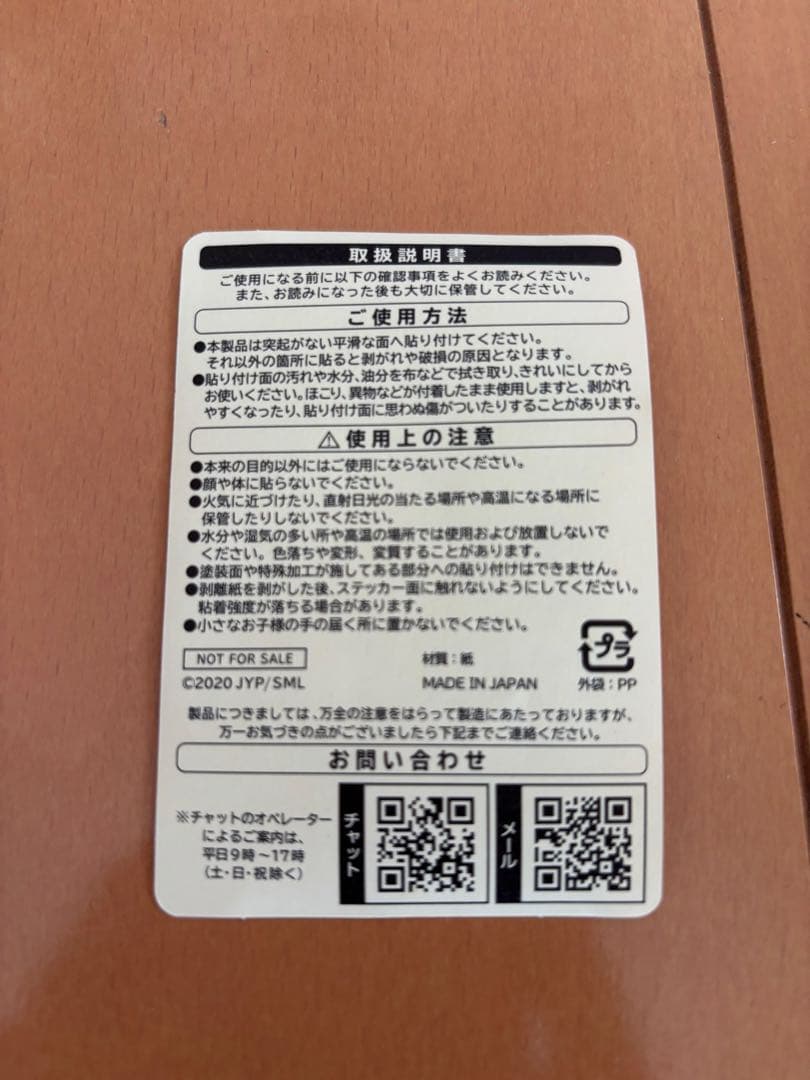 取扱説明書
ご使用になる前に以下の確認事項をよくお読みください。
また、お読みになった後も大切に保管してください。
ご使用方法
●本製品は突起がない平滑な面へ貼り付けてください。
それ以外の箇所に貼ると剥がれや破損の原因となります。
●貼り付け面の汚れや水分、油分を布などで拭き取り、きれいにしてから
お使いください。ほこり、異物などが付着したまま使用しますと、剥がれ
やすくなったり、貼り付け面に思わぬ傷がついたりすることがあります。
⚠使用上の注意
●本来の目的以外にはご使用にならないでください。
●顔や体に貼らないでください。
●火気に近づけたり、直射日光の当たる場所や高温になる場所に
保管したりしないでください。
●水分や湿気の多い所や高温の場所では使用および放置しないで
ください。色落ちや変形、変質することがあります。
●塗装面や特殊加工が施してある部分への貼り付けはできません。
●剥離紙を剥がした後、ステッカー面に触れないようにしてください。
粘着強度が落ちる場合があります。
●小さなお子様の手の届く所に置かないでください。
NOT FOR SALE
材質：紙
プラ
©2020 JYP/SML
MADE IN JAPAN
外袋：PP
製品につきましては、万全の注意をはらって製造にあたっておりますが、
万一お気づきの点がございましたら下記までご連絡ください。
お問い合わせ
※チャットのオペレーター
によるご案内は、
平日9時～17時
（土・日・祝除く）
チャット
メール